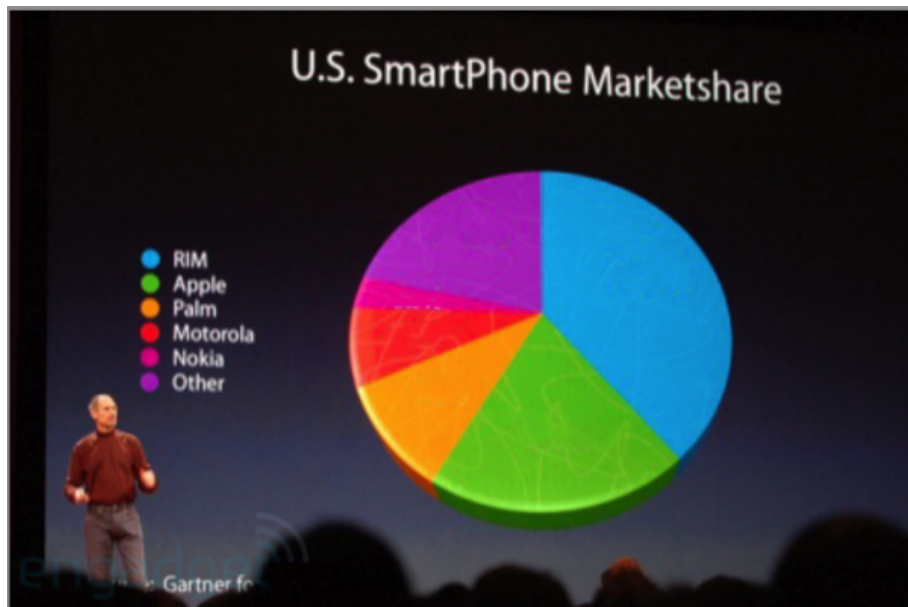 U.S. SmartPhone Marketshare
RIM
Apple
Palm
Motorola
Nokia
Other
engadget
Gartner fo